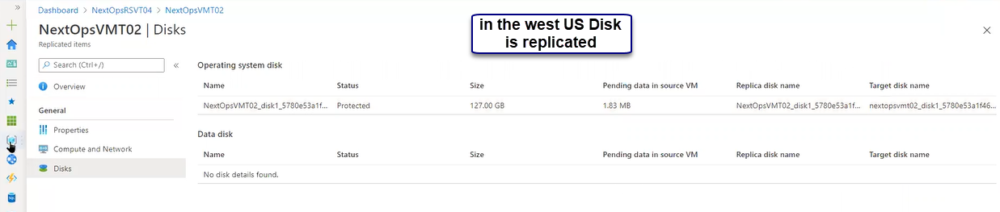 Dashboard > NextOpsRSVT04 > NextOpsVMT02
NextOpsVMT02 | Disks
Replicated items
in the west US Disk
is replicated
Search (Ctrl+/)
Overview
General
Properties
Compute and Network
Disks
Operating system disk
Name Status Size Pending data in source VM Replica disk name Target disk name
NextOpsVMT02_disk1_5780e53a1f... Protected 127.00 GB 1.83 MB NextOpsVMT02_disk1_5780e53a1f... nextopsvmt02_disk1_5780e53a1f46...
Data disk
Name Status Size Pending data in source VM Replica disk name Target disk name
No disk details found.
SQL